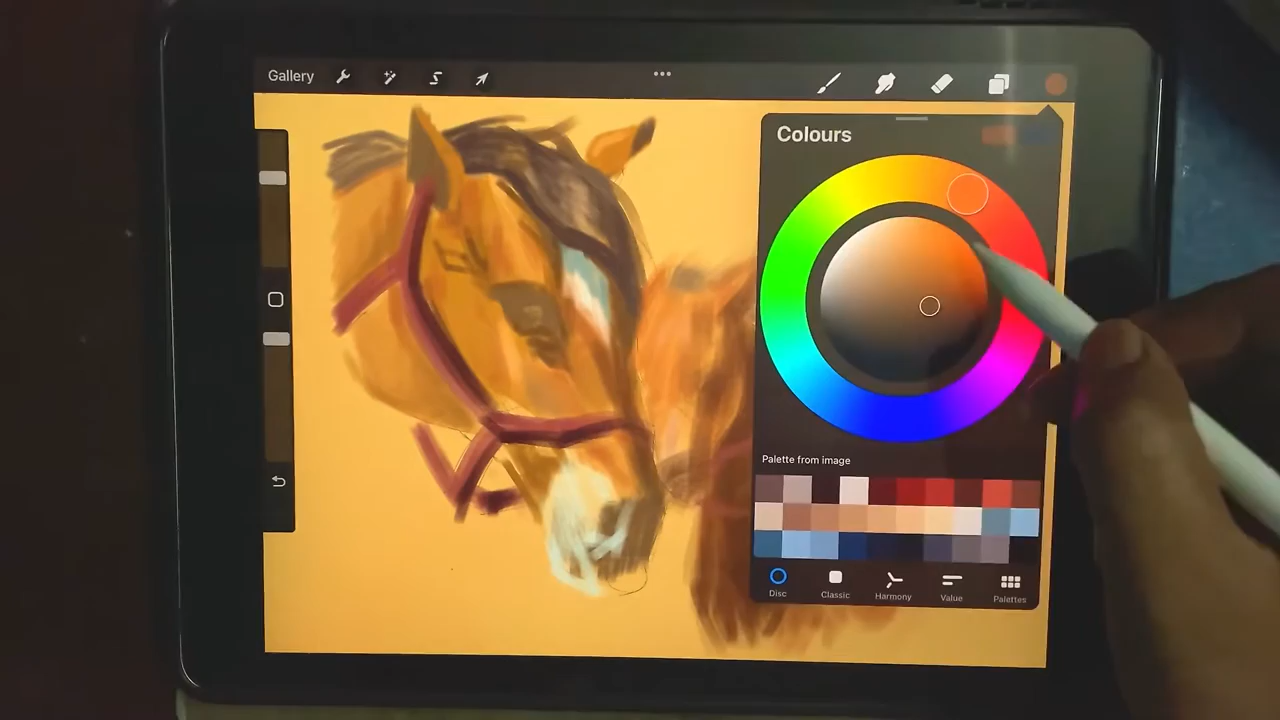 Gallery
Colours
Palette from image
Disc
Classic
Harmony
Value
Palettes